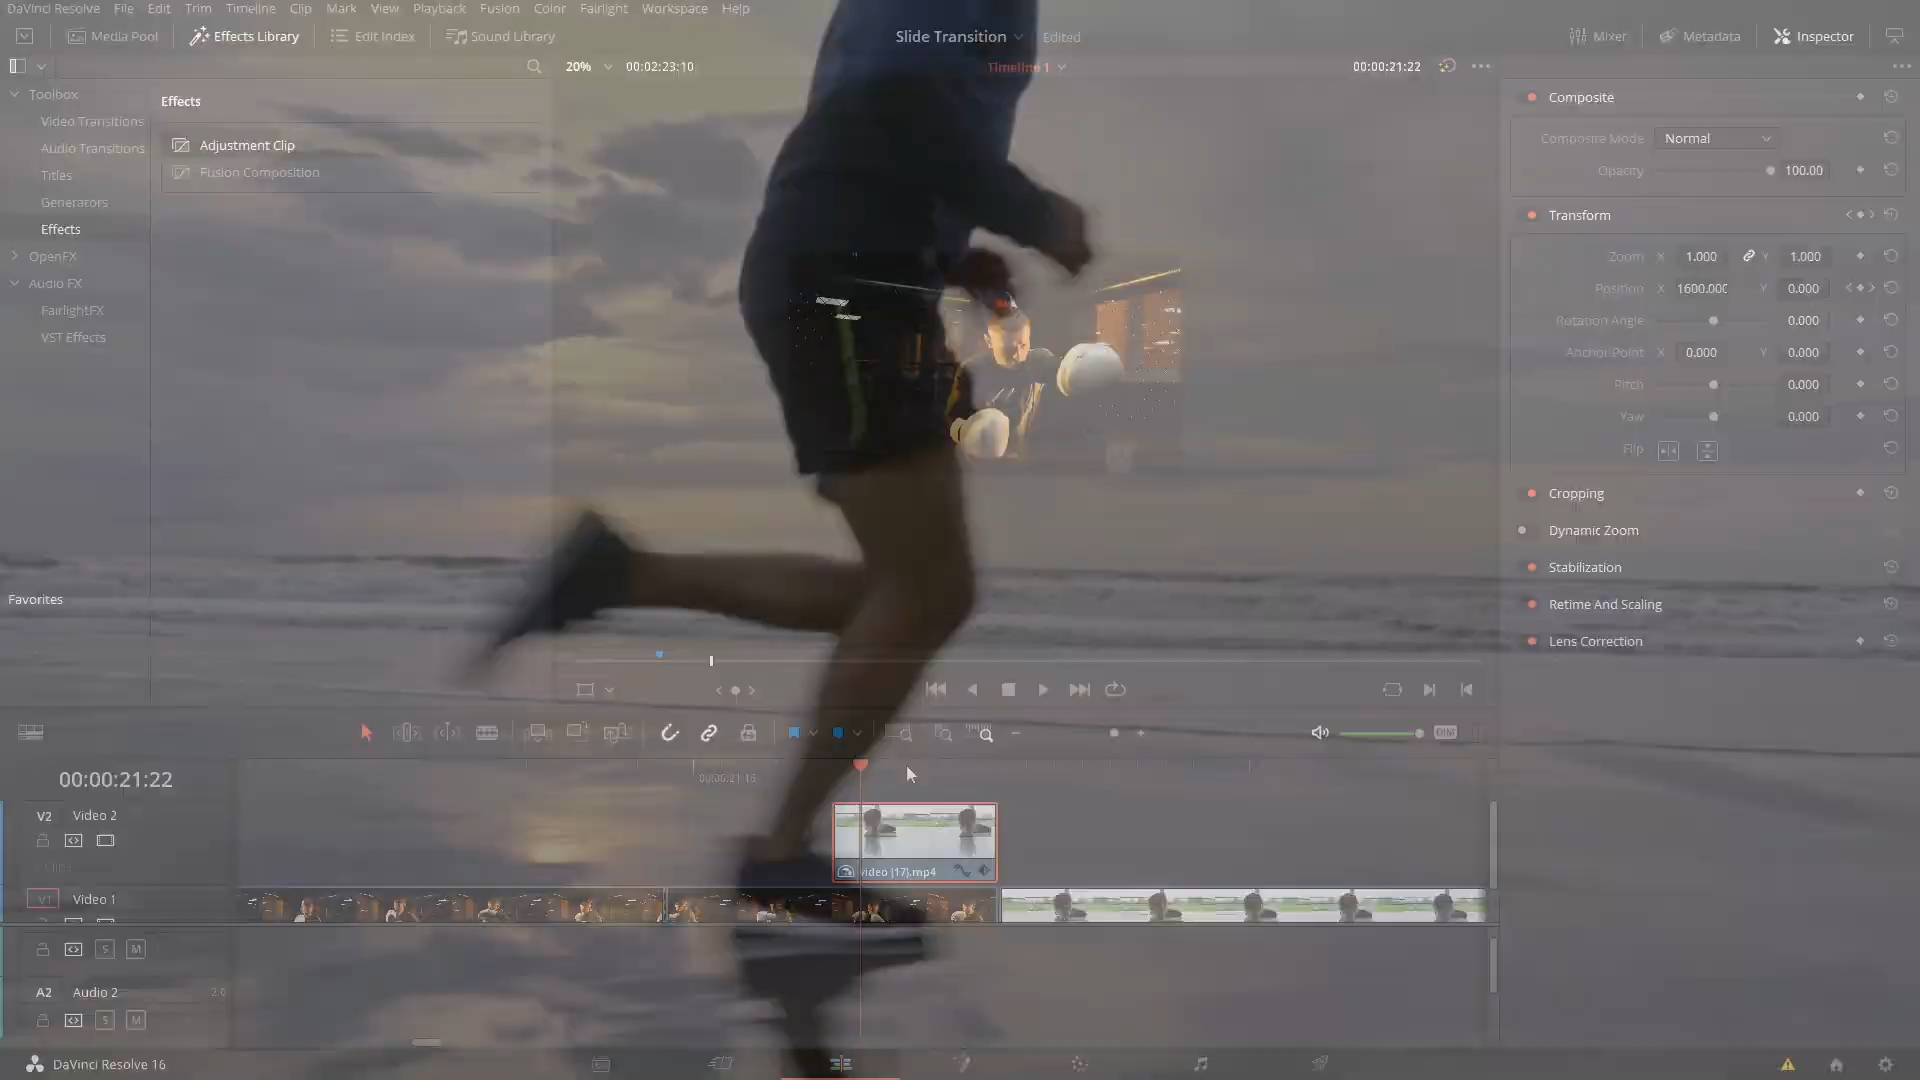 DaVinci Resolve File Edit Trim Timeline Clip Mark View Playback Fusion Color Fairlight Workspace Help
Media Pool Effects Library Edit Index Sound Library Slide Transition Edited Mixer Metadata Inspector
20% 00:02:23:10 Timeline 1 00:00:21:22
Toolbox
Video Transitions
Audio Transitions
Titles
Generators
Effects
OpenFX
Audio FX
FairlightFX
VST Effects
Favorites
Effects
Adjustment Clip
Fusion Composition
Composite
Composite Mode Normal
Opacity 100.00
Transform
Zoom X 1.000 Y 1.000
Position X 1600.000 Y 0.000
Rotation Angle 0.000
Anchor Point X 0.000 Y 0.000
Pitch 0.000
Yaw 0.000
Flip
Cropping
Dynamic Zoom
Stabilization
Retime And Scaling
Lens Correction
DIM
00:00:21:22
V2 Video 2
V1 Video 1
S M
A2 Audio 2 2.0
S M
video (17).mp4
DaVinci Resolve 16